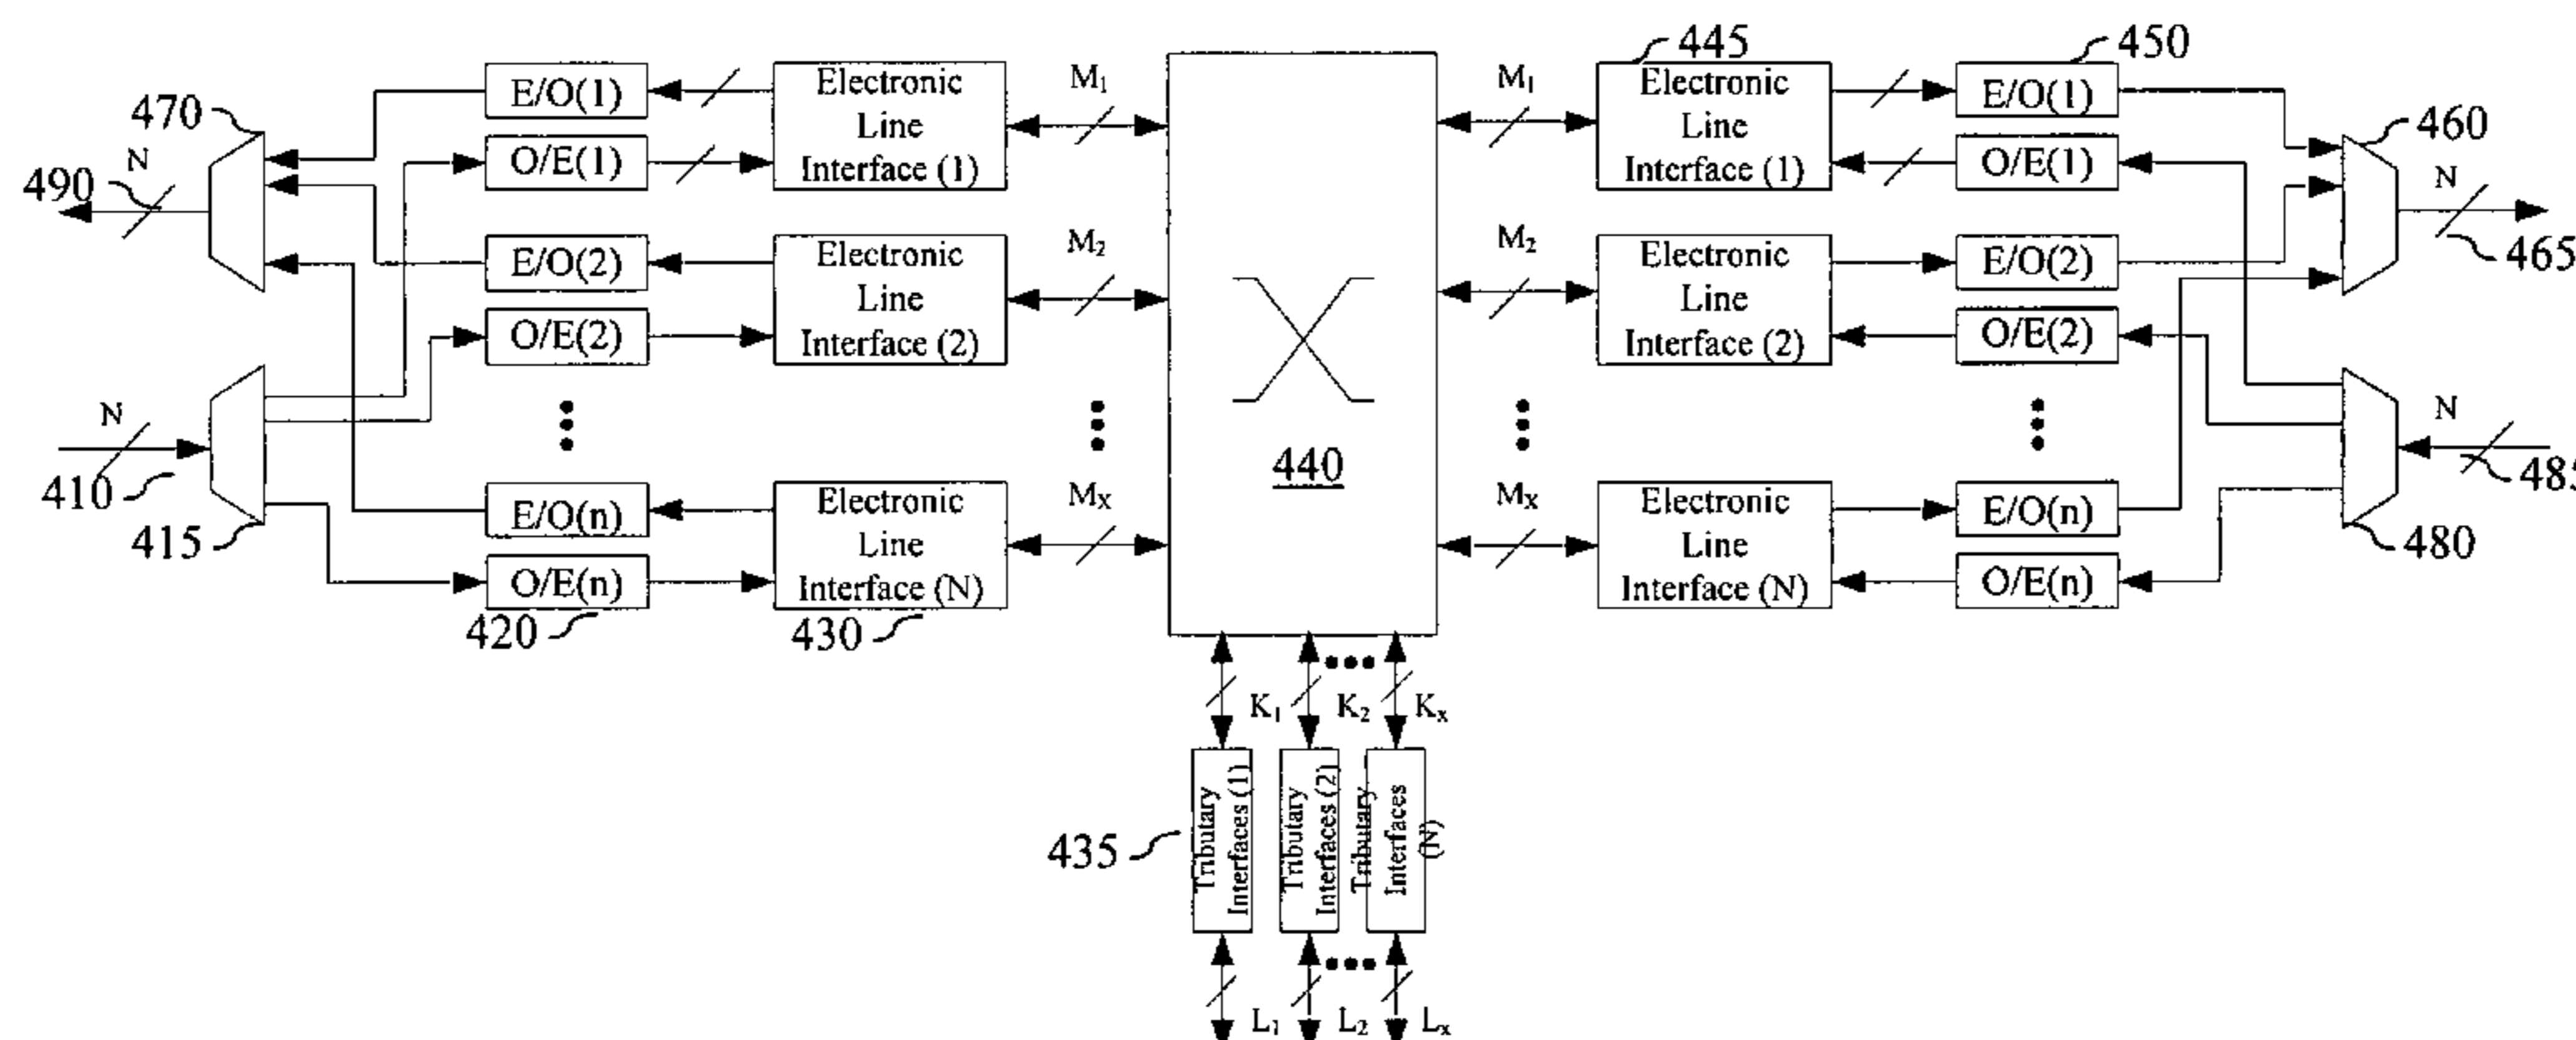 445
450
E/O(1)
Electronic
Line
Interface (1)
M₁
M₁
Electronic
Line
Interface (1)
E/O(1)
470
460
N
O/E(1)
O/E(1)
N
490
465
E/O(2)
Electronic
Line
Interface (2)
M₂
M₂
Electronic
Line
Interface (2)
E/O(2)
O/E(2)
O/E(2)
N
N
410
440
415
E/O(n)
Electronic
Line
Interface (N)
Mx
Mx
Electronic
Line
Interface (N)
E/O(n)
480
O/E(n)
O/E(n)
420
430
K₁
K₂
Kx
435
Tributary
Interfaces (1)
Tributary
Interfaces (2)
Tributary
Interfaces
(N)
L₁
L₂
Lx